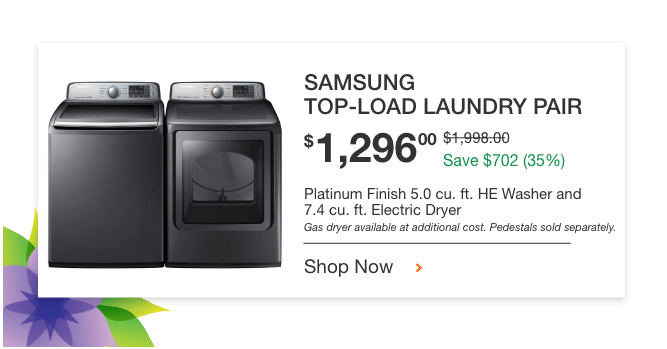 SAMSUNG
TOP-LOAD LAUNDRY PAIR
$1,296 00 $1,998.00
Save $702 (35%)
Platinum Finish 5.0 cu. ft. HE Washer and
7.4 cu. ft. Electric Dryer
Gas dryer available at additional cost. Pedestals sold separately.
Shop Now >